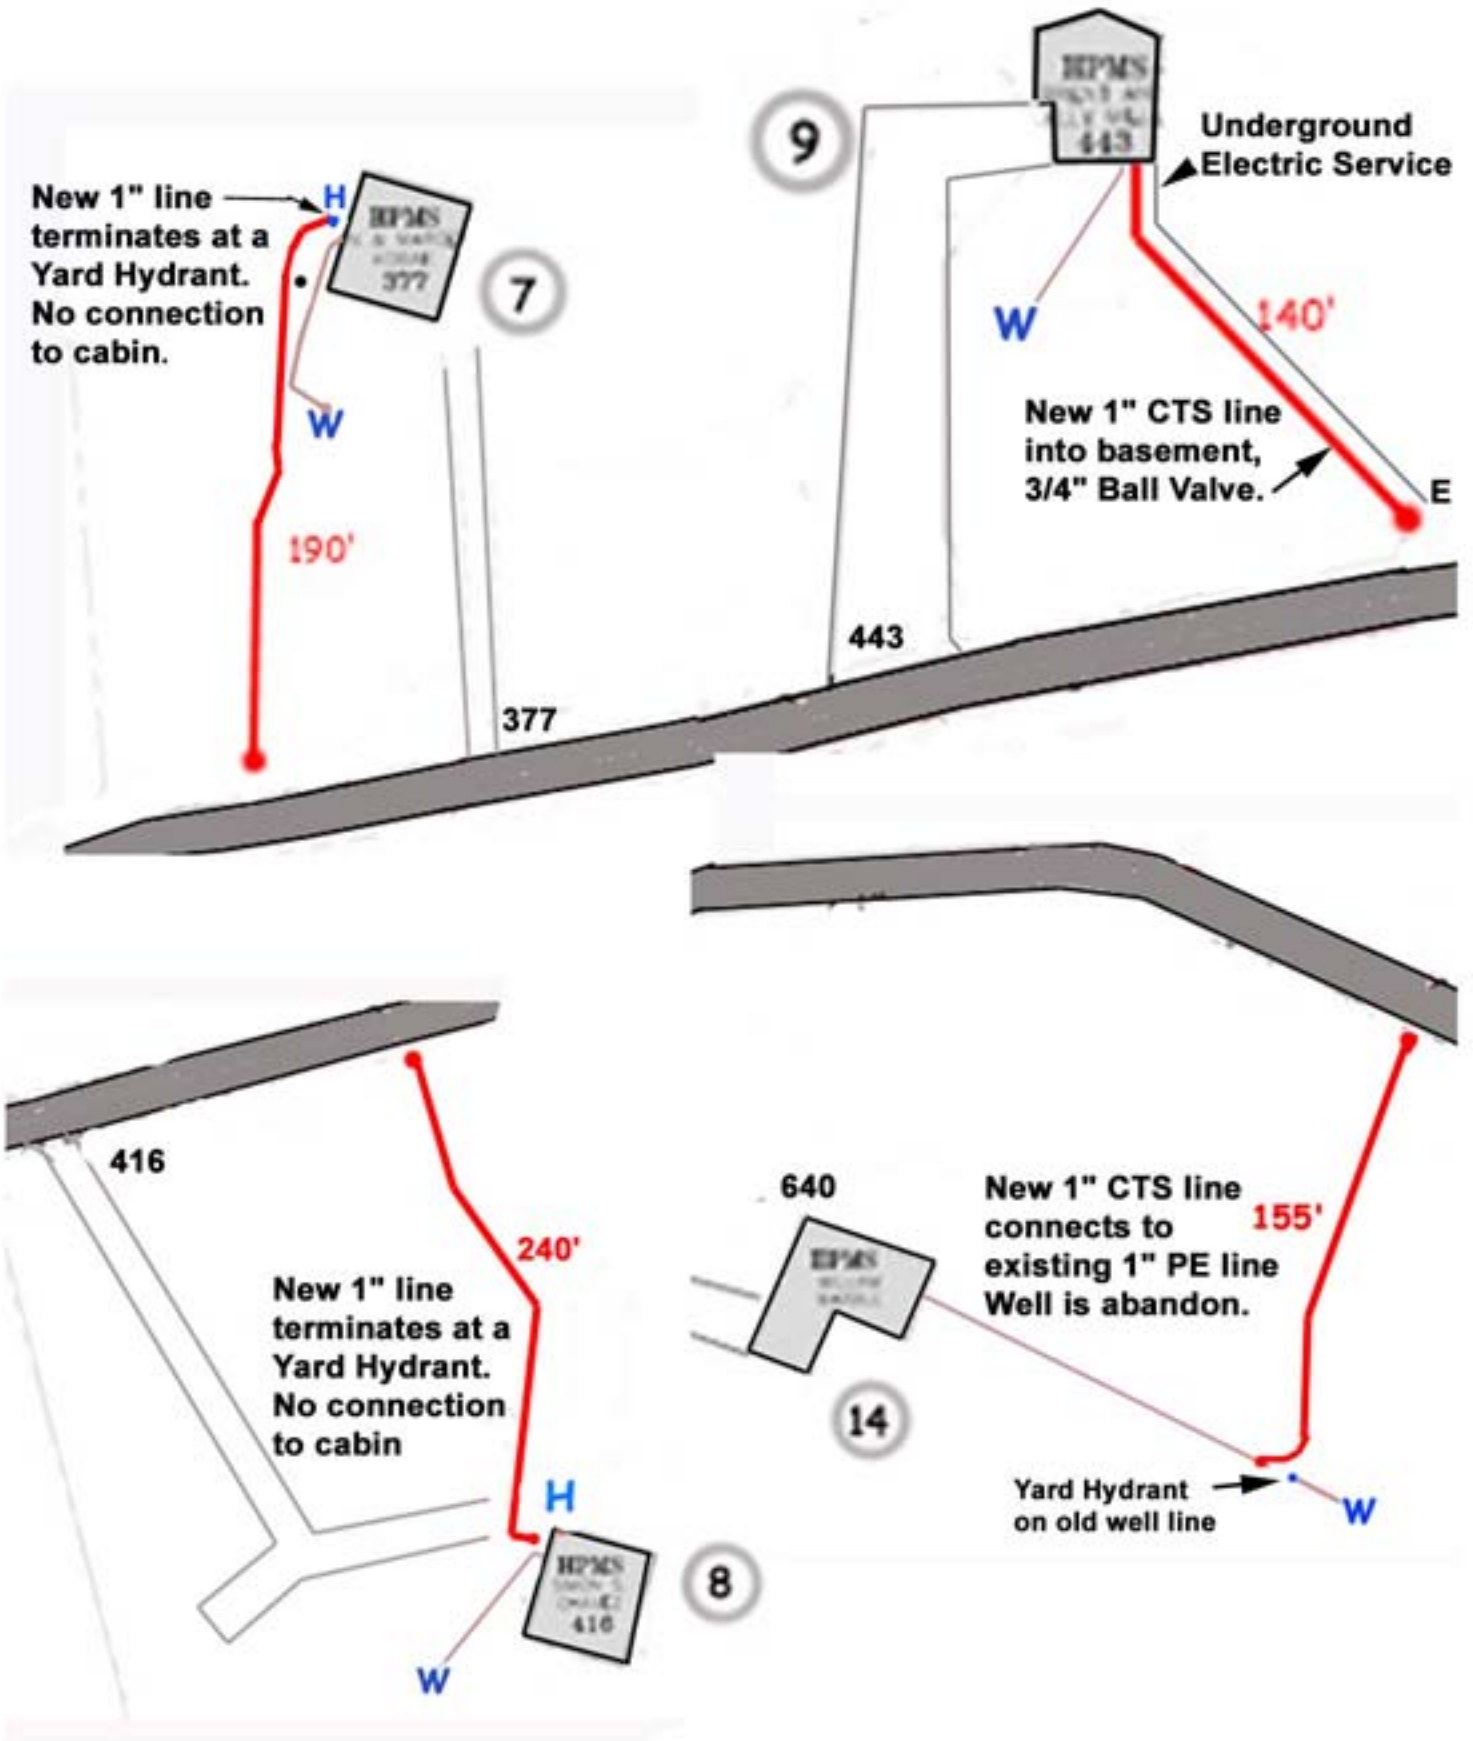 9
HPMS
443
Underground
Electric Service
W
140'
New 1" CTS line
into basement,
3/4" Ball Valve.
E
443
New 1" line
terminates at a
Yard Hydrant.
No connection
to cabin.
H
HPMS
377
7
W
190'
377
416
240'
New 1" line
terminates at a
Yard Hydrant.
No connection
to cabin
H
HPMS
416
8
W
640
HPMS
14
New 1" CTS line
connects to
existing 1" PE line
Well is abandon.
155'
Yard Hydrant
on old well line
W